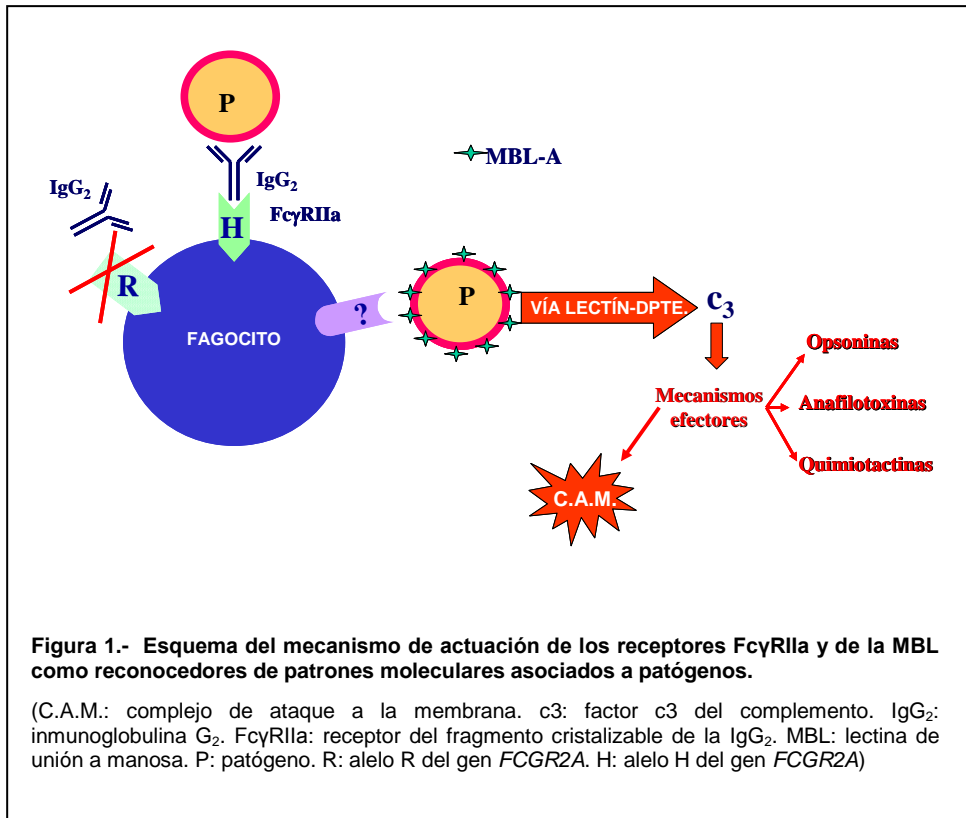 P
MBL-A
IgG₂
IgG₂
FcγRIIa
H
R
P
?
VÍA LECTÍN-DPTE.
c₃
FAGOCITO
Opsoninas
Mecanismos
efectores
Anafilotoxinas
Quimiotactinas
C.A.M.
Figura 1.- Esquema del mecanismo de actuación de los receptores FcγRIIa y de la MBL
como reconocedores de patrones moleculares asociados a patógenos.
(C.A.M.: complejo de ataque a la membrana. c3: factor c3 del complemento. IgG₂:
inmunoglobulina G₂. FcγRIIa: receptor del fragmento cristalizable de la IgG₂. MBL: lectina de
unión a manosa. P: patógeno. R: alelo R del gen FCGR2A. H: alelo H del gen FCGR2A)